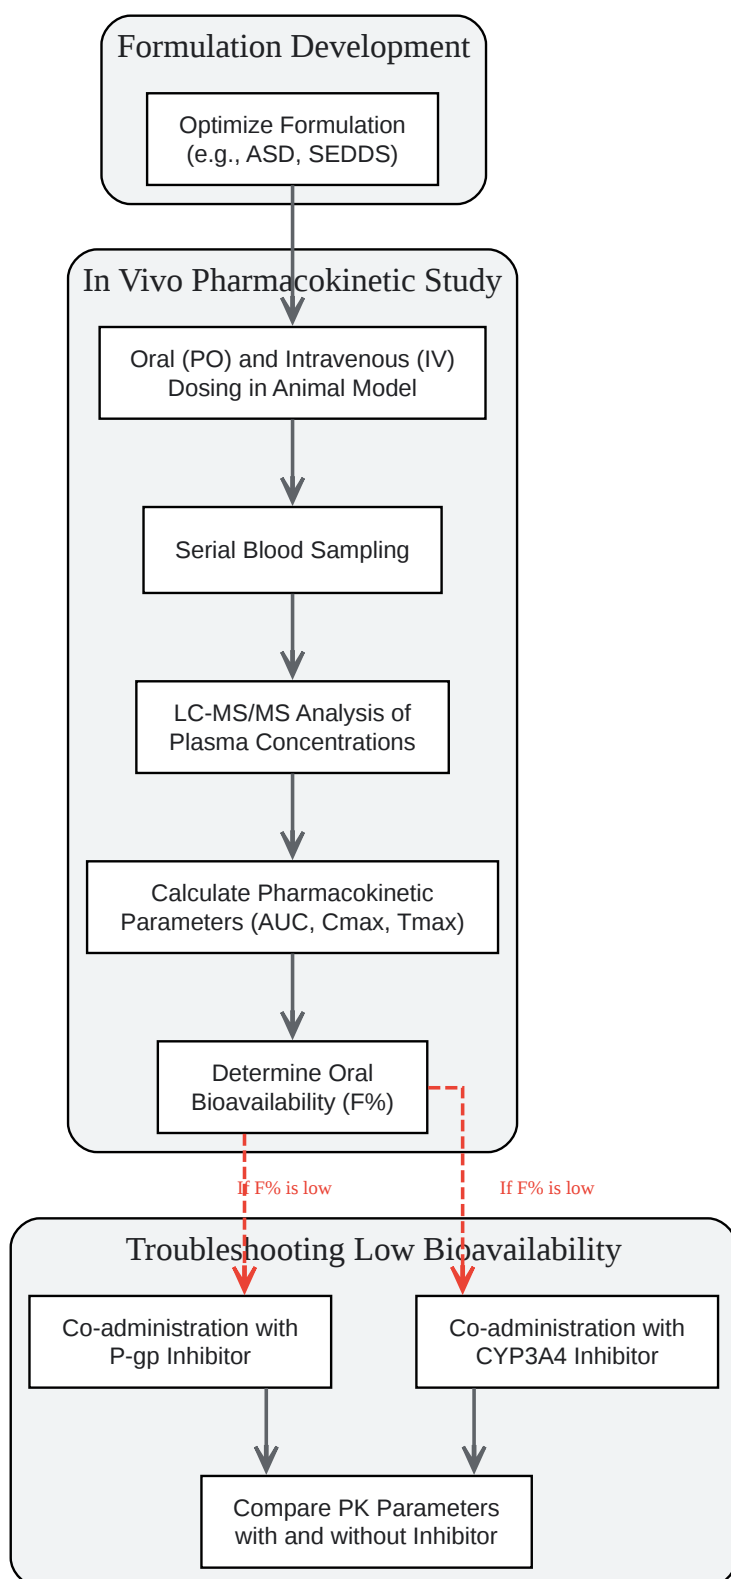 Formulation Development
Optimize Formulation
(e.g., ASD, SEDDS)
In Vivo Pharmacokinetic Study
Oral (PO) and Intravenous (IV)
Dosing in Animal Model
Serial Blood Sampling
LC-MS/MS Analysis of
Plasma Concentrations
Calculate Pharmacokinetic
Parameters (AUC, Cmax, Tmax)
Determine Oral
Bioavailability (F%)
If F% is low
If F% is low
Troubleshooting Low Bioavailability
Co-administration with
P-gp Inhibitor
Co-administration with
CYP3A4 Inhibitor
Compare PK Parameters
with and without Inhibitor